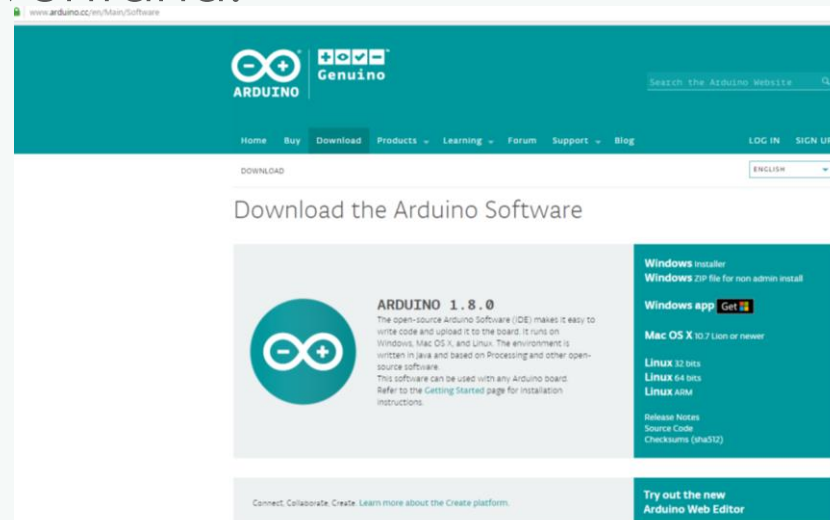 www.arduino.cc/en/Main/Software
ARDUINO
Genuino
Search the Arduino Website
Home Buy Download Products Learning Forum Support Blog LOG IN SIGN UP
DOWNLOAD
ENGLISH
Download the Arduino Software
ARDUINO 1.8.0
The open-source Arduino Software (IDE) makes it easy to
write code and upload it to the board. It runs on
Windows, Mac OS X, and Linux. The environment is
written in Java and based on Processing and other open-
source software.
This software can be used with any Arduino board.
Refer to the Getting Started page for installation
instructions.
Windows Installer
Windows ZIP file for non admin install
Windows app Get
Mac OS X 10.7 Lion or newer
Linux 32 bits
Linux 64 bits
Linux ARM
Release Notes
Source Code
Checksums (sha512)
Connect, Collaborate, Create. Learn more about the Create platform.
Try out the new
Arduino Web Editor